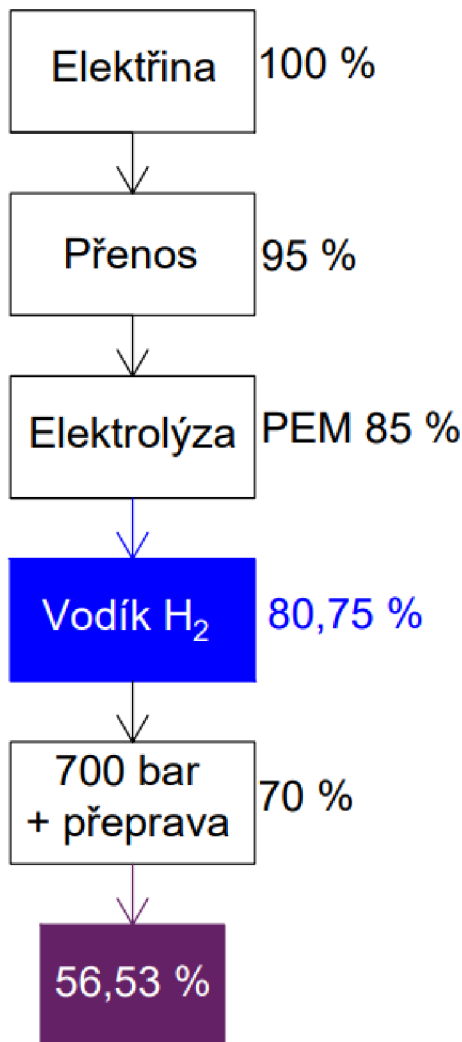 Elektřina 100 %
Přenos 95 %
Elektrolýza PEM 85 %
Vodík H₂ 80,75 %
700 bar
+ přeprava 70 %
56,53 %